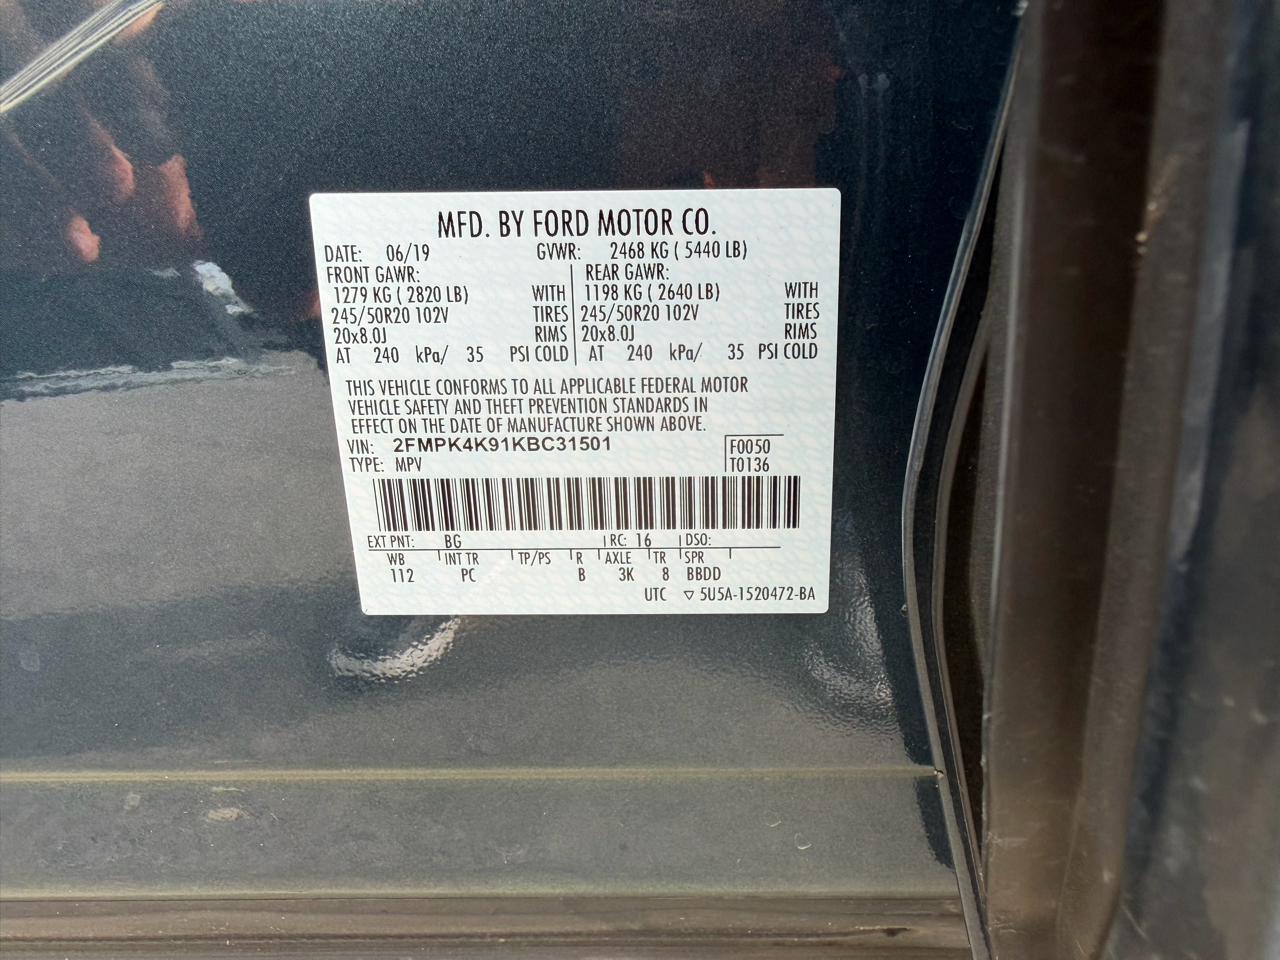 MFD. BY FORD MOTOR CO.
DATE: 06/19 GVWR: 2468 KG ( 5440 LB)
FRONT GAWR: REAR GAWR:
1279 KG ( 2820 LB) WITH 1198 KG ( 2640 LB) WITH
245/50R20 102V TIRES 245/50R20 102V TIRES
20x8.0J RIMS 20x8.0J RIMS
AT 240 kPa/ 35 PSI COLD AT 240 kPa/ 35 PSI COLD
THIS VEHICLE CONFORMS TO ALL APPLICABLE FEDERAL MOTOR
VEHICLE SAFETY AND THEFT PREVENTION STANDARDS IN
EFFECT ON THE DATE OF MANUFACTURE SHOWN ABOVE.
VIN: 2FMPK4K91KBC31501 F0050
TYPE: MPV T0136
EXT PNT: BG RC: 16 DSO:
WB INT TR TP/PS R AXLE TR SPR
112 PC B 3K 8 BBDD
UTC ▽ 5U5A-1520472-BA